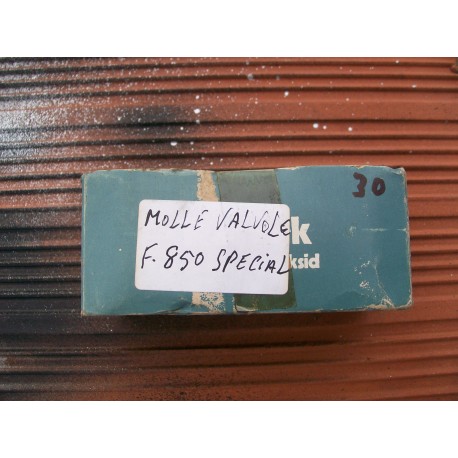 30
MOLLE VALVOLE
k
F. 850 SPECIAL
ksid